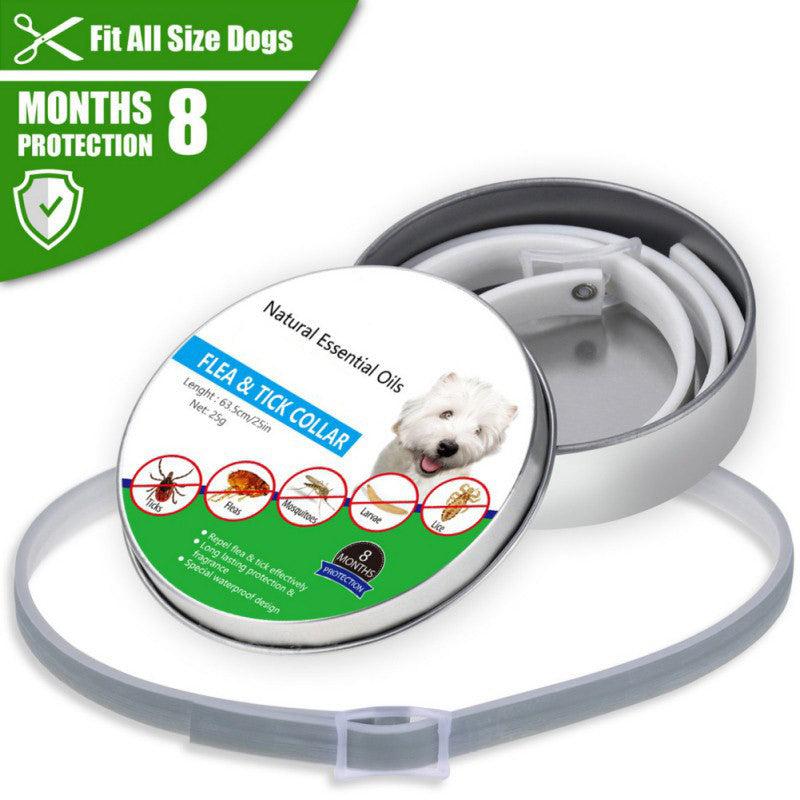 Fit All Size Dogs
MONTHS 8
PROTECTION
Natural Essential Oils
FLEA & TICK COLLAR
Lenght : 63.5cm/25in
Net: 25g
Ticks
Fleas
Mosquitoes
Larvae
Lice
• Repel flea & tick effectively
• Long lasting protection &
fragrance
• Special waterproof design
8
MONTHS
PROTECTION